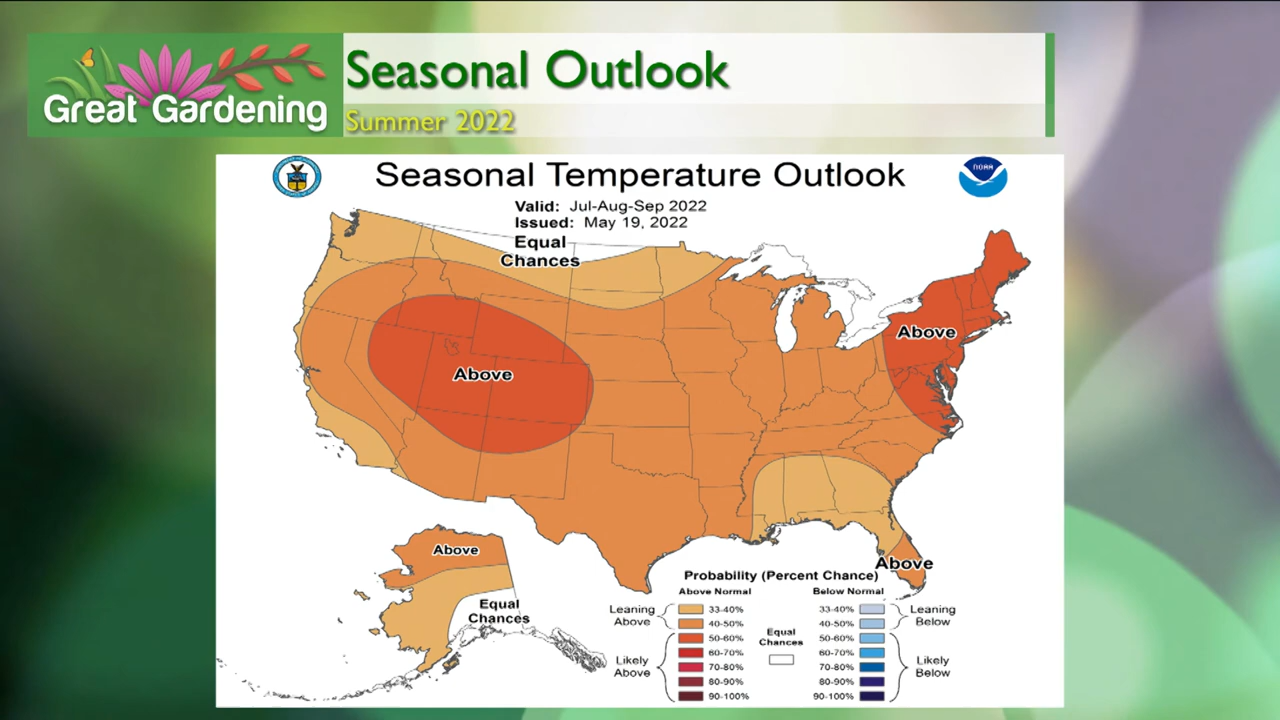 Great Gardening
Seasonal Outlook
Summer 2022
Seasonal Temperature Outlook
NOAA
Valid: Jul-Aug-Sep 2022
Issued: May 19, 2022
Equal
Chances
Above
Above
Above
Above
Equal
Chances
Probability (Percent Chance)
Above Normal
Below Normal
Leaning
Above
33-40%
40-50%
50-60%
60-70%
70-80%
80-90%
90-100%
Likely
Above
Equal
Chances
33-40%
40-50%
50-60%
60-70%
70-80%
80-90%
90-100%
Leaning
Below
Likely
Below